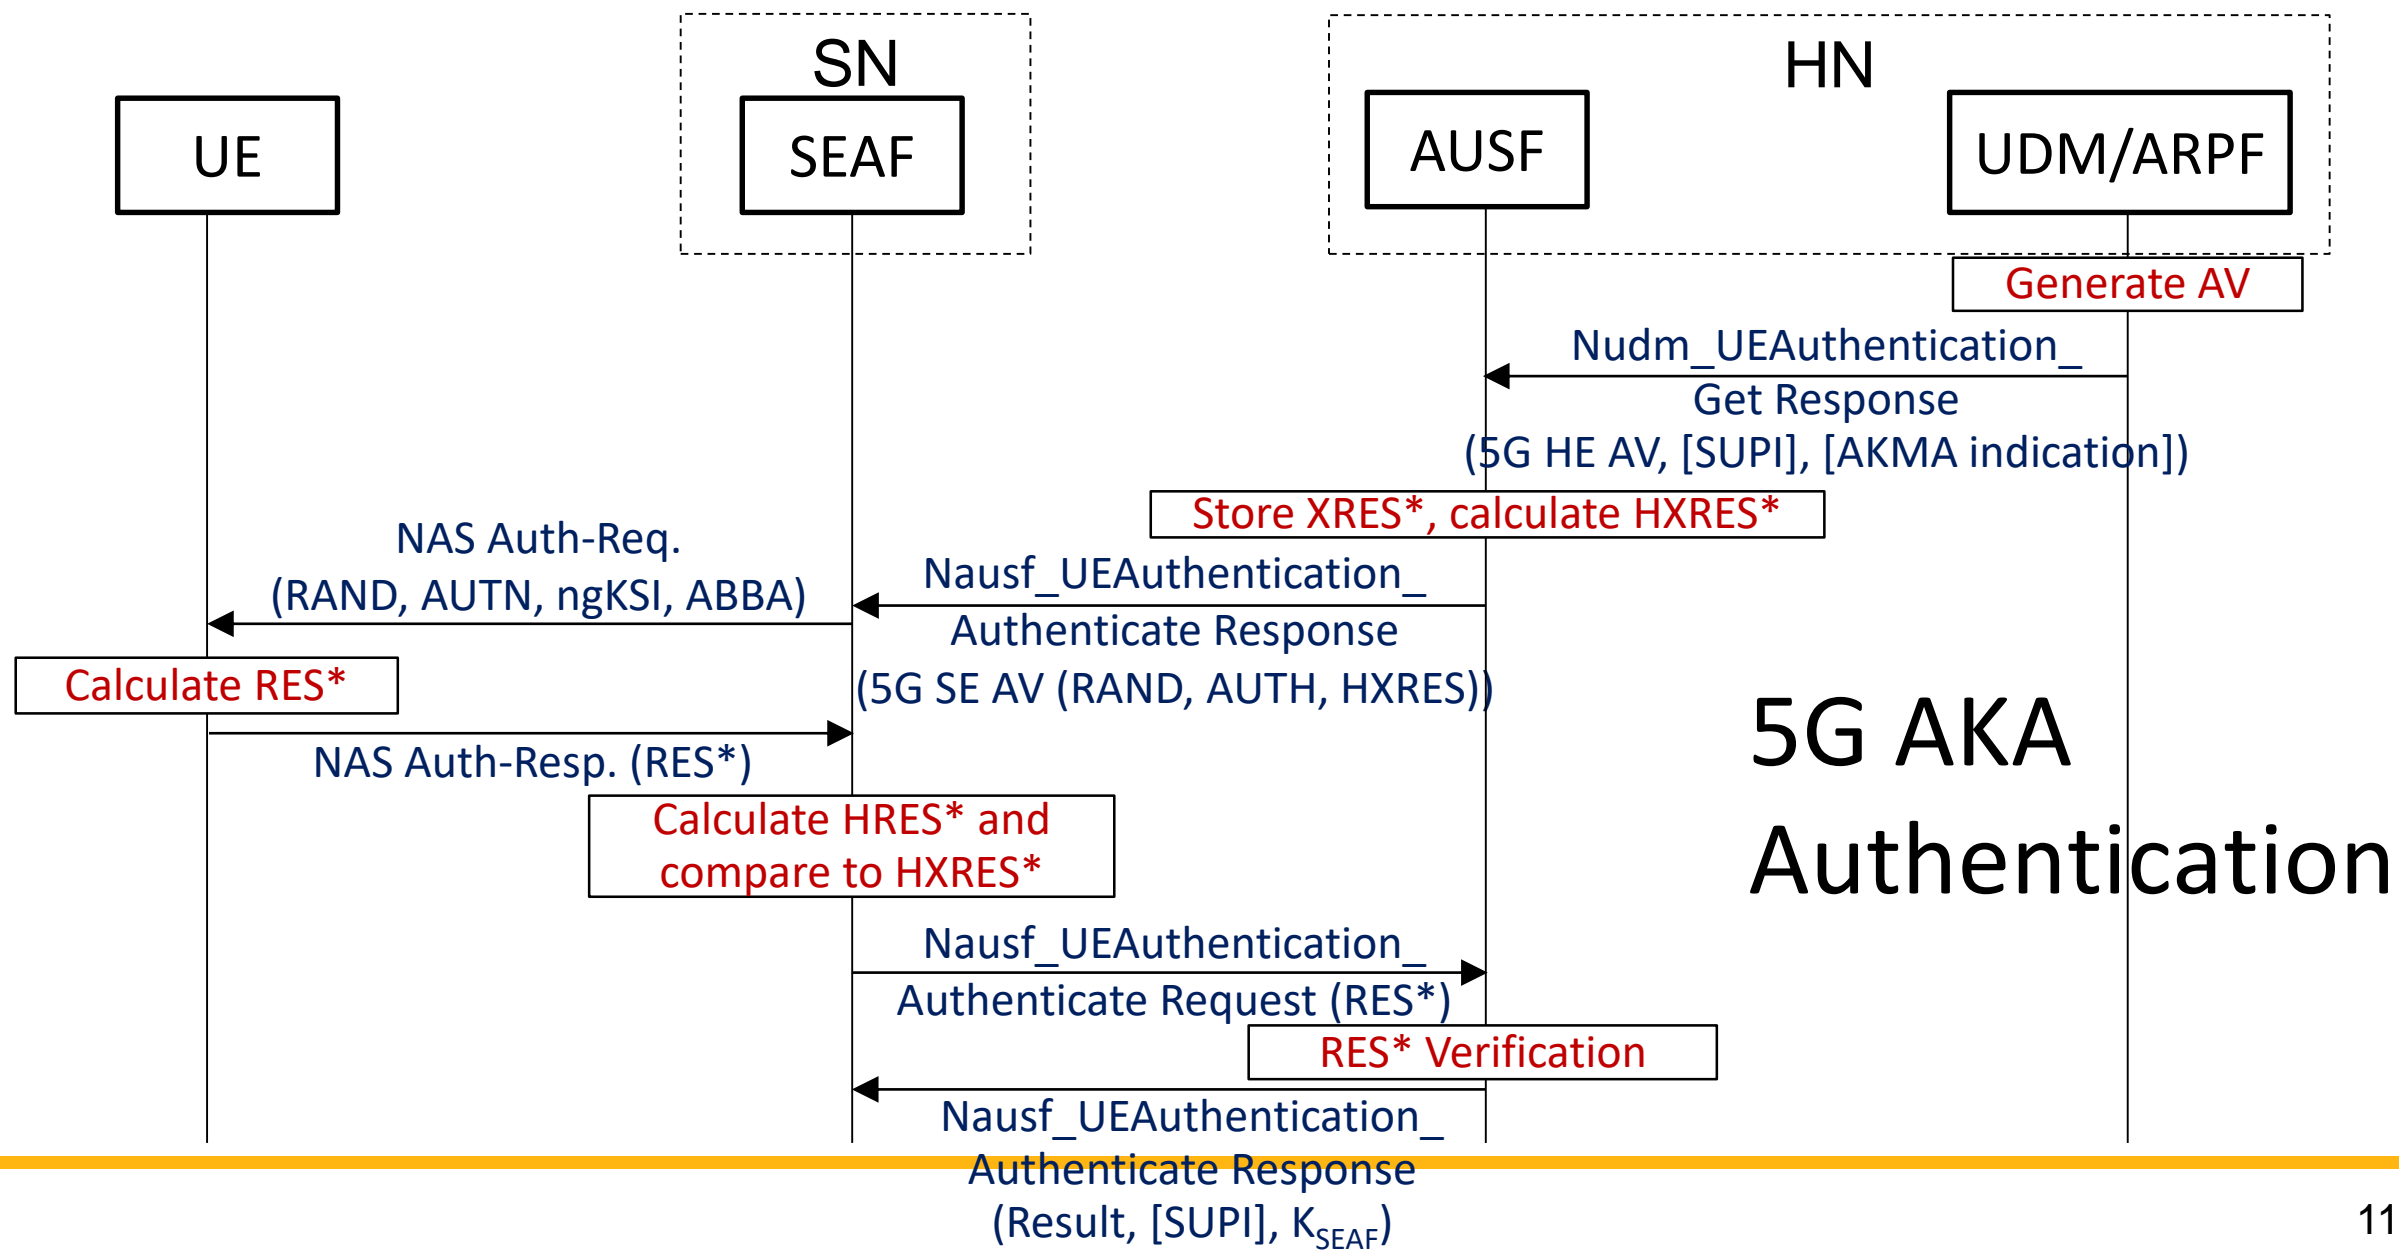 SN
HN
UE
SEAF
AUSF
UDM/ARPF
Generate AV
Nudm_UEAuthentication_
Get Response
(5G HE AV, [SUPI], [AKMA indication])
Store XRES*, calculate HXRES*
Nausf_UEAuthentication_
Authenticate Response
(5G SE AV (RAND, AUTH, HXRES))
NAS Auth-Req.
(RAND, AUTN, ngKSI, ABBA)
Calculate RES*
NAS Auth-Resp. (RES*)
Calculate HRES* and
compare to HXRES*
5G AKA
Authentication
Nausf_UEAuthentication_
Authenticate Request (RES*)
RES* Verification
Nausf_UEAuthentication_
Authenticate Response
(Result, [SUPI], K_SEAF)
11